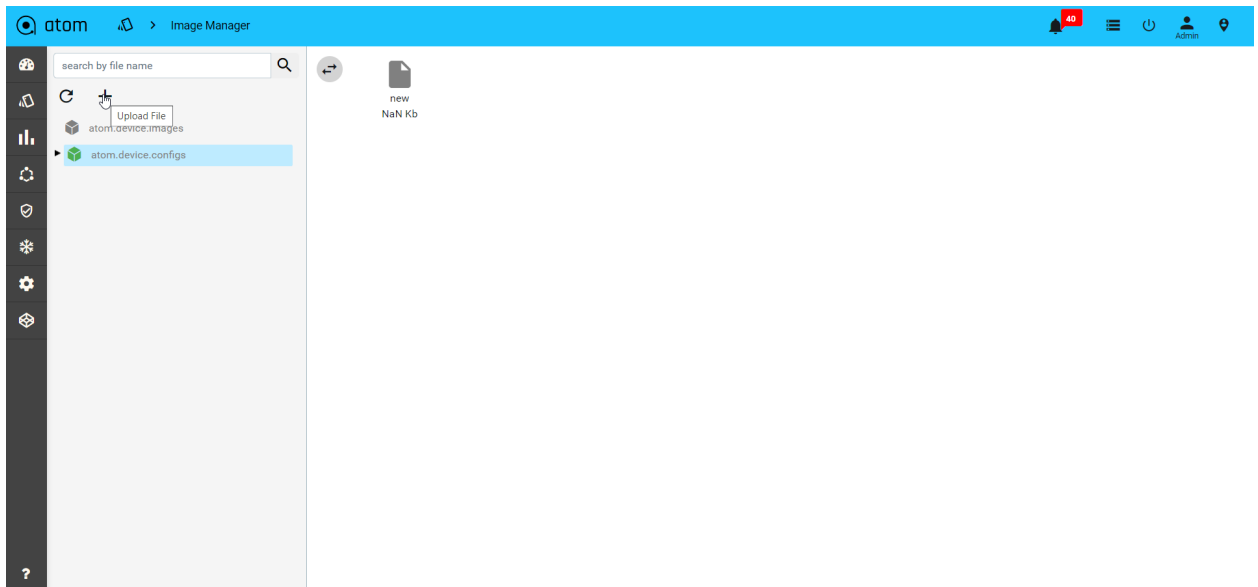 atom > Image Manager 40 Admin
search by file name
Upload File
atom.device.images
atom.device.configs
new
NaN Kb
?